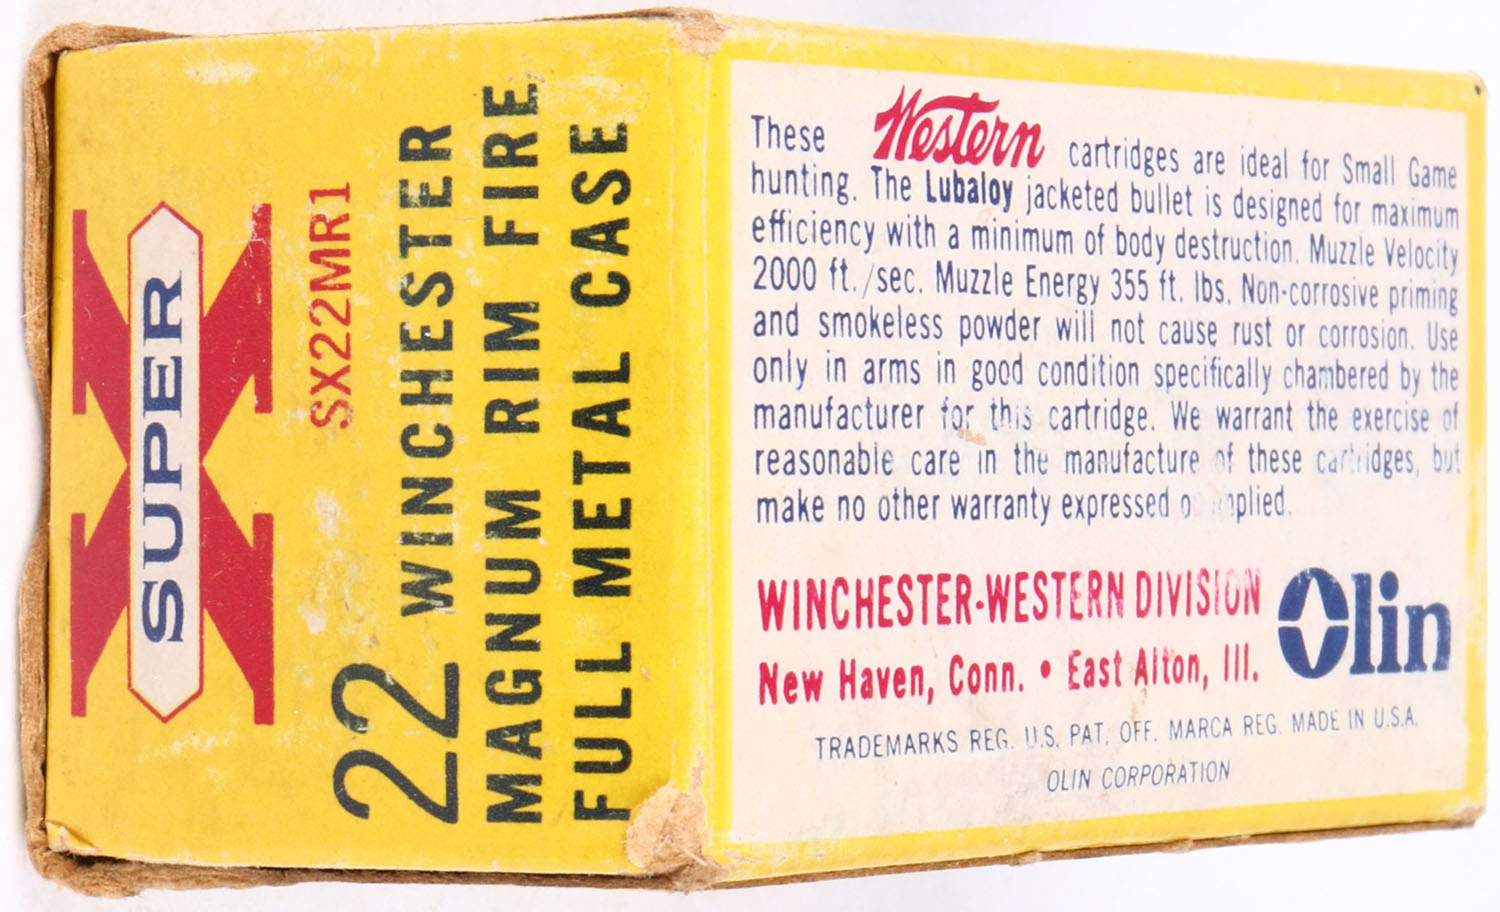 SUPER X
SX22MR1
22 WINCHESTER
MAGNUM RIM FIRE
FULL METAL CASE
These Western cartridges are ideal for Small Game
hunting. The Lubaloy jacketed bullet is designed for maximum
efficiency with a minimum of body destruction. Muzzle Velocity
2000 ft./sec. Muzzle Energy 355 ft. lbs. Non-corrosive priming
and smokeless powder will not cause rust or corrosion. Use
only in arms in good condition specifically chambered by the
manufacturer for this cartridge. We warrant the exercise of
reasonable care in the manufacture of these cartridges, but
make no other warranty expressed
WINCHESTER-WESTERN DIVISION
New Haven, Conn. • East Alton, Ill.
Olin
TRADEMARKS REG. U.S. PAT. OFF. MARCA REG. MADE IN U.S.A.
OLIN CORPORATION